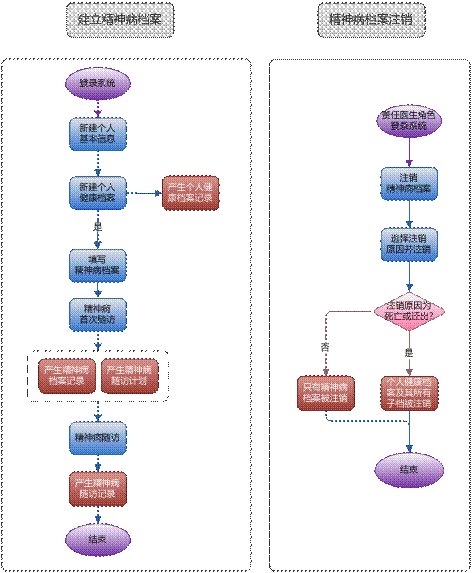 建立精神病档案
登录系统
新建个人
基本信息
新建个人
健康档案
产生个人健
康档案记录
是
填写
精神病档案
精神病
首次随访
产生精神病
档案记录
产生精神病
随访计划
精神病随访
产生精神病
随访记录
结束
精神病档案注销
责任医生角色
登录系统
注销
精神病档案
选择注销
原因并注销
注销原因为
死亡或迁出?
否
是
只有精神病
档案被注销
个人健康档
案及其所有
子档被注销
结束